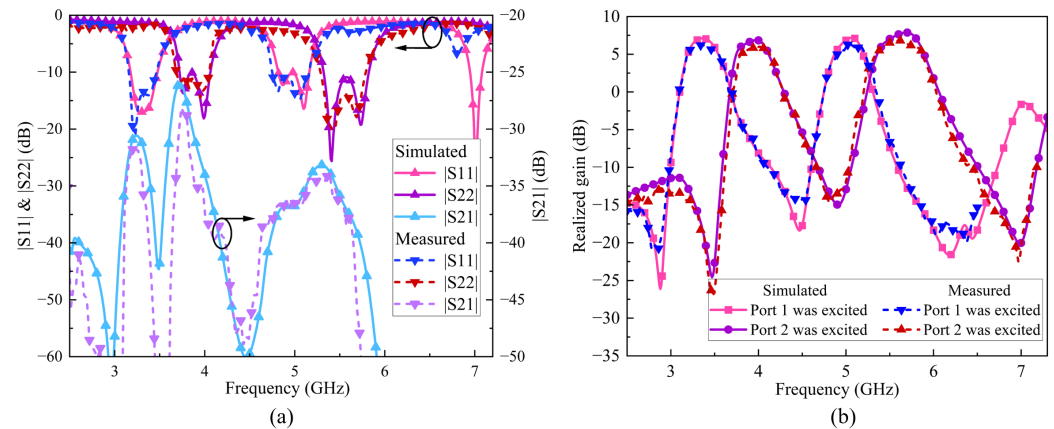 (a)
0
-10
-20
-30
-40
-50
-60
|S11| & |S22| (dB)
-20
-25
-30
-35
-40
-45
-50
|S21| (dB)
3 4 5 6 7
Frequency (GHz)
Simulated
|S11|
|S22|
|S21|
Measured
|S11|
|S22|
|S21|
(a)
10
5
0
-5
-10
-15
-20
-25
-30
-35
Realized gain (dB)
3 4 5 6 7
Frequency (GHz)
Simulated Measured
Port 1 was excited Port 1 was excited
Port 2 was excited Port 2 was excited
(b)